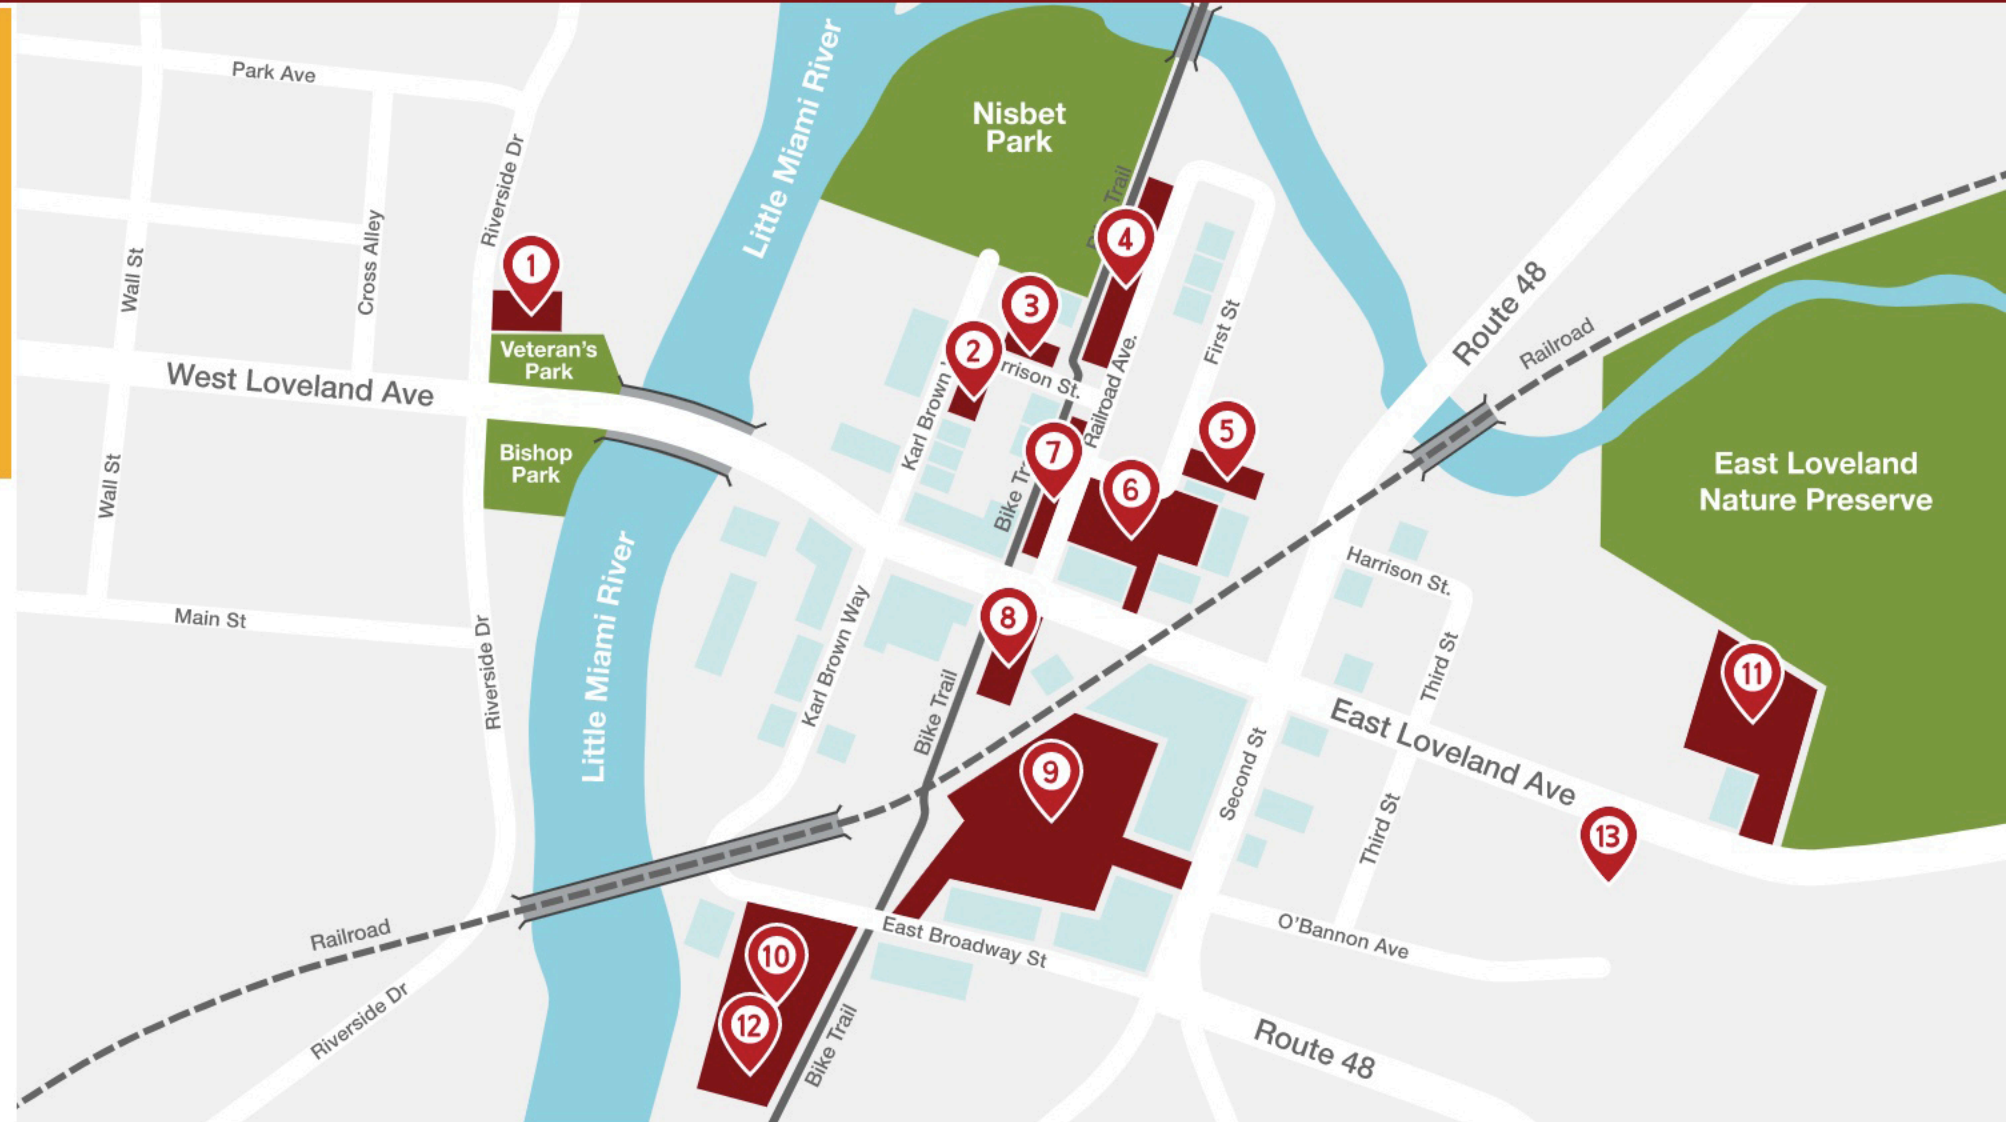 Park Ave
Little Miami River
Nisbet
Park
Riverside Dr
Trail
4
Wall St
Cross Alley
1
3
Route 48
Railroad
First St
Veteran's
Park
2
rrison St.
Railroad Ave.
West Loveland Ave
Karl Brown
5
Bishop
Park
7
6
East Loveland
Nature Preserve
Wall St
Bike Tr
Harrison St.
Main St
Riverside Dr
Little Miami River
Karl Brown Way
8
Bike Trail
Third St
11
East Loveland Ave
Second St
9
Third St
13
Railroad
East Broadway St
O'Bannon Ave
10
12
Riverside Dr
Bike Trail
Route 48